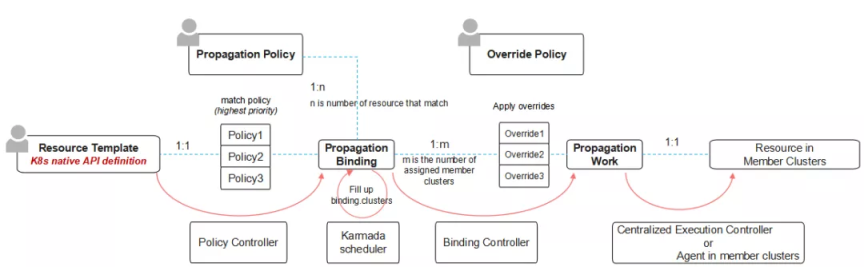 Propagation Policy
Override Policy
1:n
n is number of resource that match
match policy
(highest priority)
Apply overrides
Resource Template
K8s native API definition
1:1
Policy1
Policy2
Policy3
Propagation
Binding
1:m
m is the number of
assigned member
clusters
Override1
Override2
Override3
Propagation
Work
1:1
Resource in
Member Clusters
Fill up
binding.clusters
Policy Controller
Karmada
scheduler
Binding Controller
Centralized Execution Controller
or
Agent in member clusters